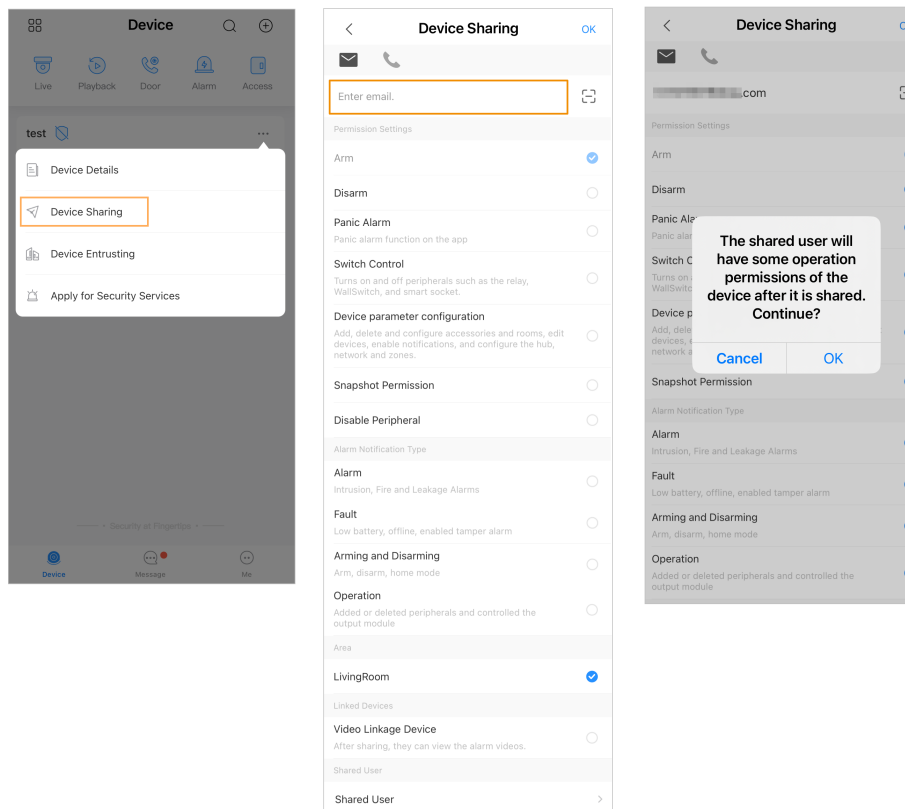 Device
Live
Playback
Door
Alarm
Access
test
Device Details
Device Sharing
Device Entrusting
Apply for Security Services
Security at Fingertips
Device
Message
Me
Device Sharing
OK
Enter email.
Permission Settings
Arm
Disarm
Panic Alarm
Panic alarm function on the app
Switch Control
Turns on and off peripherals such as the relay,
WallSwitch, and smart socket.
Device parameter configuration
Add, delete and configure accessories and rooms, edit
devices, enable notifications, and configure the hub,
network and zones.
Snapshot Permission
Disable Peripheral
Alarm Notification Type
Alarm
Intrusion, Fire and Leakage Alarms
Fault
Low battery, offline, enabled tamper alarm
Arming and Disarming
Arm, disarm, home mode
Operation
Added or deleted peripherals and controlled the
output module
Area
LivingRoom
Linked Devices
Video Linkage Device
After sharing, they can view the alarm videos.
Shared User
Shared User
Device Sharing
.com
Permission Settings
Arm
Disarm
Panic Ala
Panic alar
Switch C
Turns on
WallSwitc
Device p
Add, dele
devices, e
network a
The shared user will
have some operation
permissions of the
device after it is shared.
Continue?
Cancel
OK
Snapshot Permission
Alarm Notification Type
Alarm
Intrusion, Fire and Leakage Alarms
Fault
Low battery, offline, enabled tamper alarm
Arming and Disarming
Arm, disarm, home mode
Operation
Added or deleted peripherals and controlled the
output module